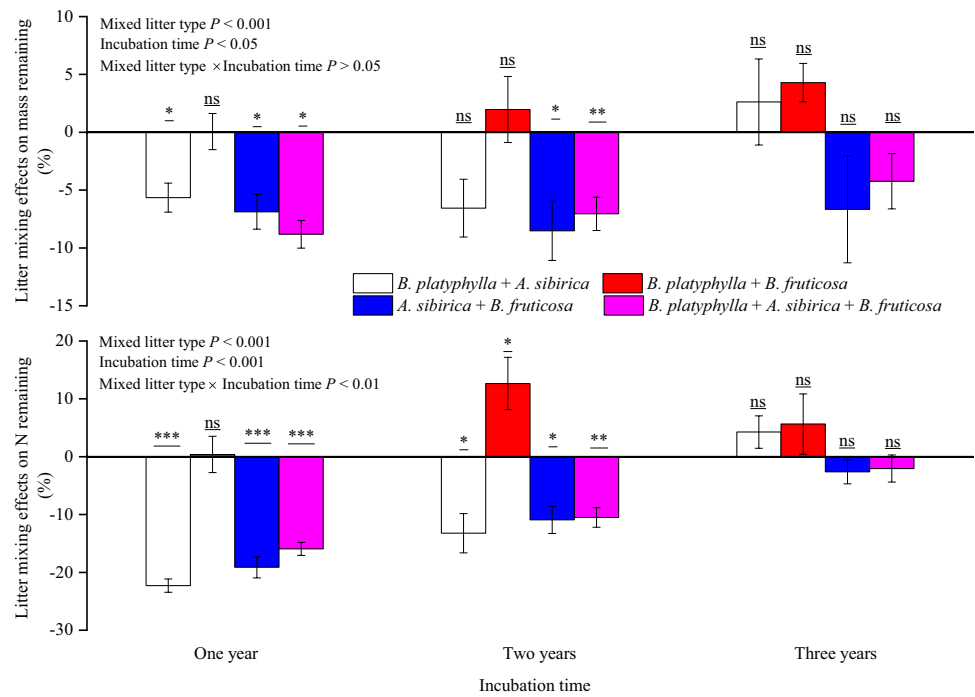 Litter mixing effects on mass remaining
(%)
10
5
0
-5
-10
-15
Mixed litter type P < 0.001
Incubation time P < 0.05
Mixed litter type × Incubation time P > 0.05
* ns * *
ns ns * **
ns ns ns ns
B. platyphylla + A. sibirica B. platyphylla + B. fruticosa
A. sibirica + B. fruticosa B. platyphylla + A. sibirica + B. fruticosa
Litter mixing effects on N remaining
(%)
20
10
0
-10
-20
-30
Mixed litter type P < 0.001
Incubation time P < 0.001
Mixed litter type × Incubation time P < 0.01
*** ns *** ***
* * * **
ns ns ns ns
One year Two years Three years
Incubation time